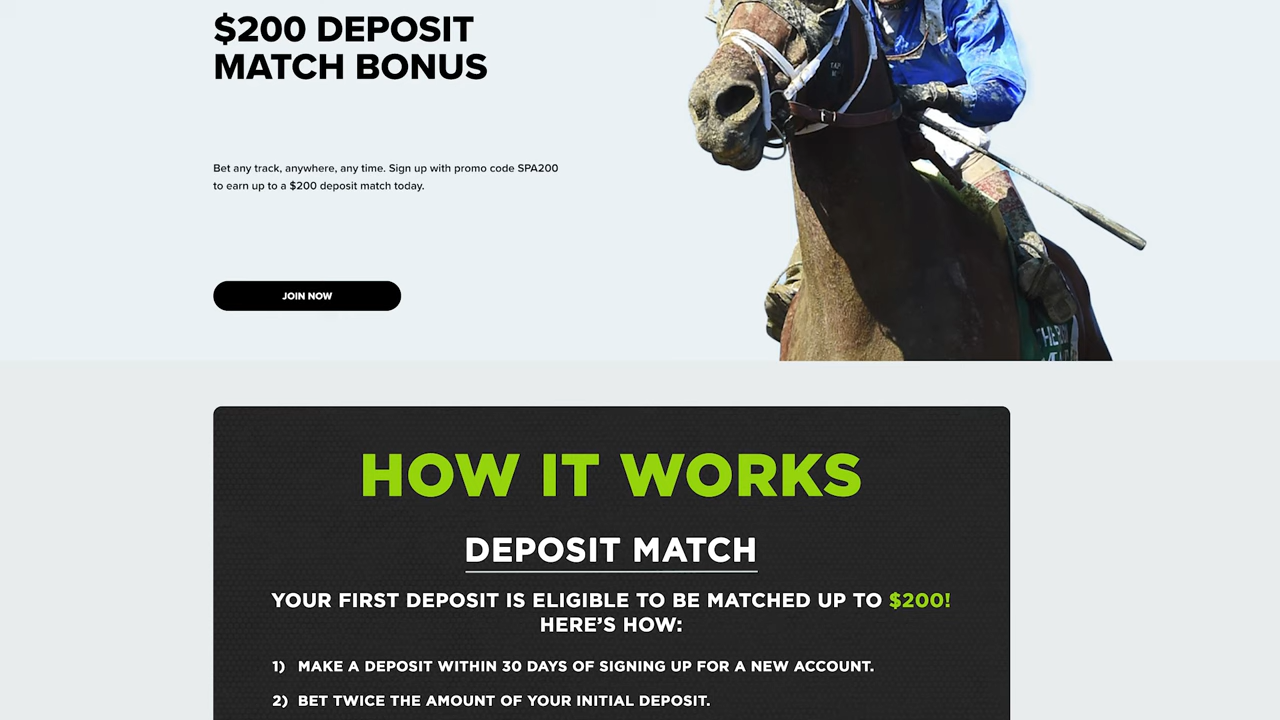 $200 DEPOSIT
MATCH BONUS
Bet any track, anywhere, any time. Sign up with promo code SPA200
to earn up to a $200 deposit match today.
JOIN NOW
HOW IT WORKS
DEPOSIT MATCH
YOUR FIRST DEPOSIT IS ELIGIBLE TO BE MATCHED UP TO $200!
HERE'S HOW:
1) MAKE A DEPOSIT WITHIN 30 DAYS OF SIGNING UP FOR A NEW ACCOUNT.
2) BET TWICE THE AMOUNT OF YOUR INITIAL DEPOSIT.